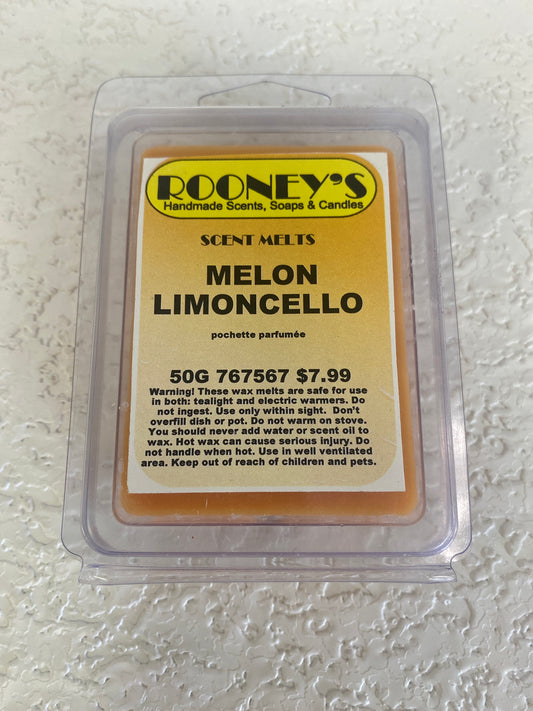 ROONEY'S
Handmade Scents, Soaps & Candles
SCENT MELTS
MELON
LIMONCELLO
pochette parfumée
50G 767567 $7.99
Warning! These wax melts are safe for use
in both: tealight and electric warmers. Do
not ingest. Use only within sight. Don't
overfill dish or pot. Do not warm on stove.
You should never add water or scent oil to
wax. Hot wax can cause serious injury. Do
not handle when hot. Use in well ventilated
area. Keep out of reach of children and pets.